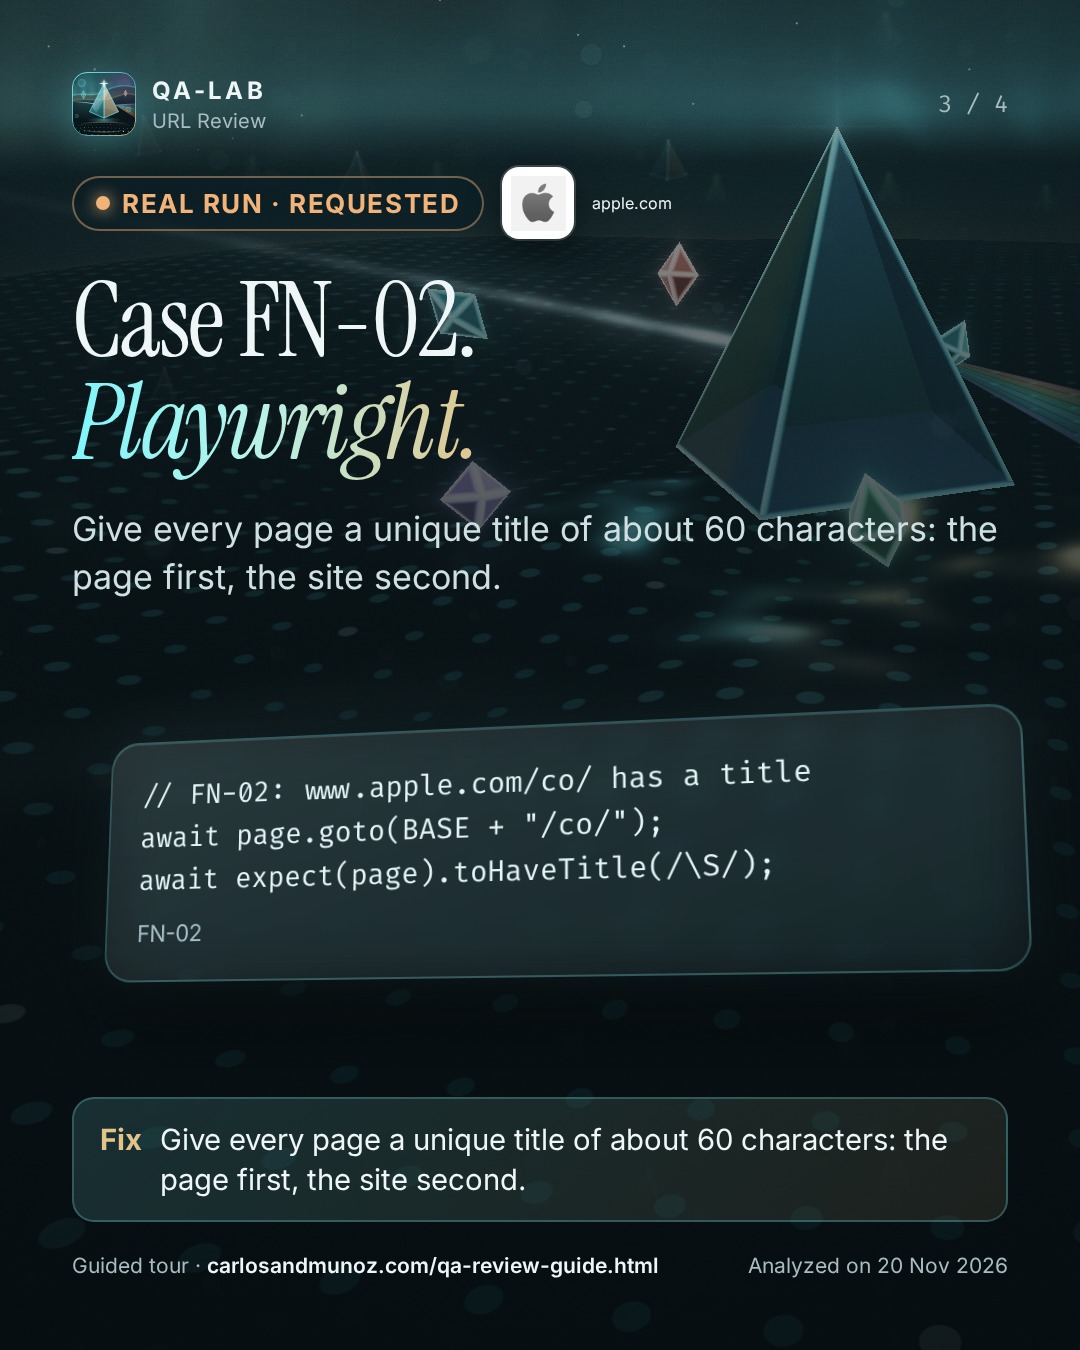 QA-LAB
URL Review
3 / 4
REAL RUN · REQUESTED
apple.com
Case FN-02.
Playwright.
Give every page a unique title of about 60 characters: the
page first, the site second.
// FN-02: www.apple.com/co/ has a title
await page.goto(BASE + "/co/");
await expect(page).toHaveTitle(/\S/);
FN-02
Fix Give every page a unique title of about 60 characters: the
page first, the site second.
Guided tour · carlosandmunoz.com/qa-review-guide.html
Analyzed on 20 Nov 2026